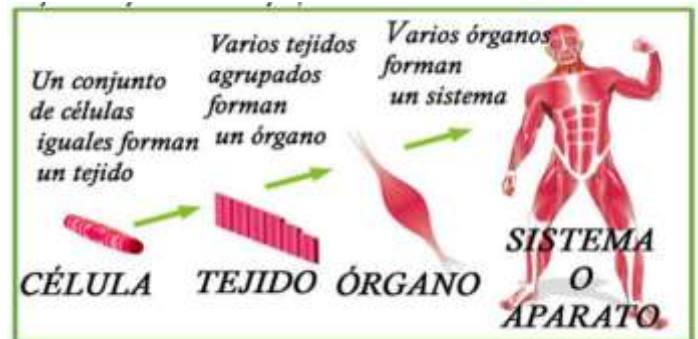 Un conjunto
de células
iguales forman
un tejido
Varios tejidos
agrupados
forman
un órgano
Varios órganos
forman
un sistema
CÉLULA
TEJIDO
ÓRGANO
SISTEMA
O
APARATO